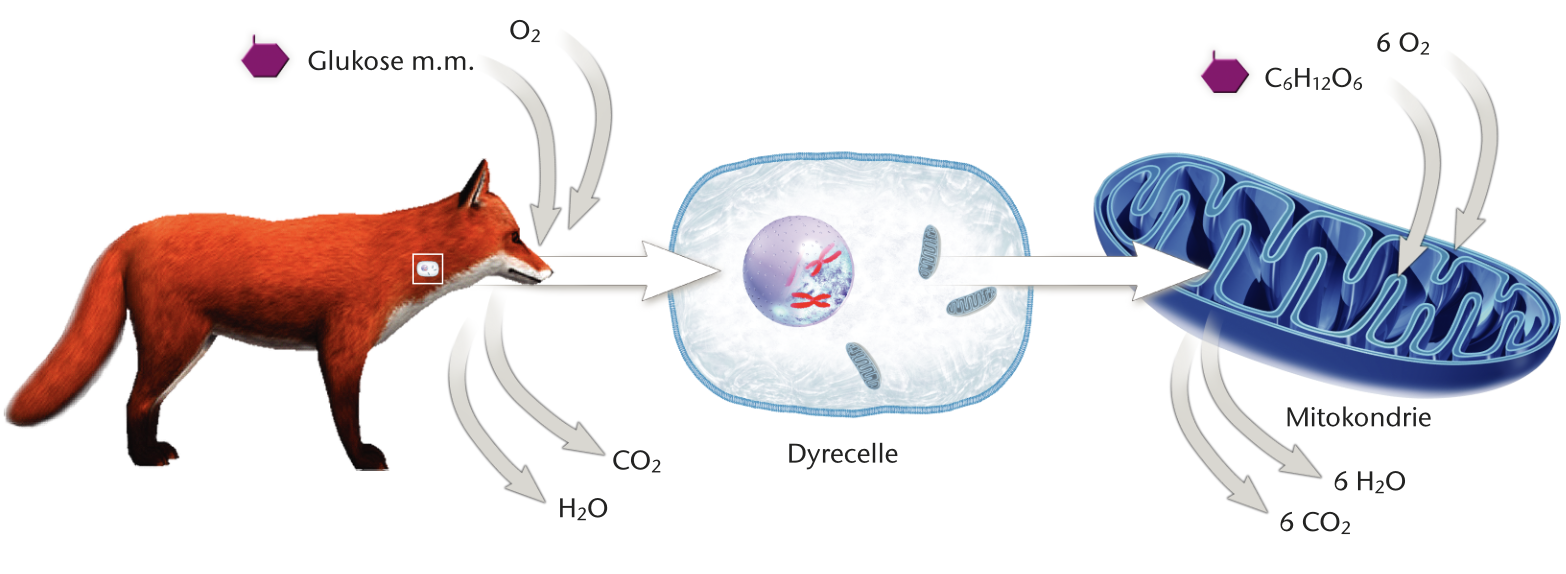 Glukose m.m.
O₂
CO₂
H₂O
Dyrecelle
C₆H₁₂O₆
6 O₂
Mitokondrie
6 H₂O
6 CO₂